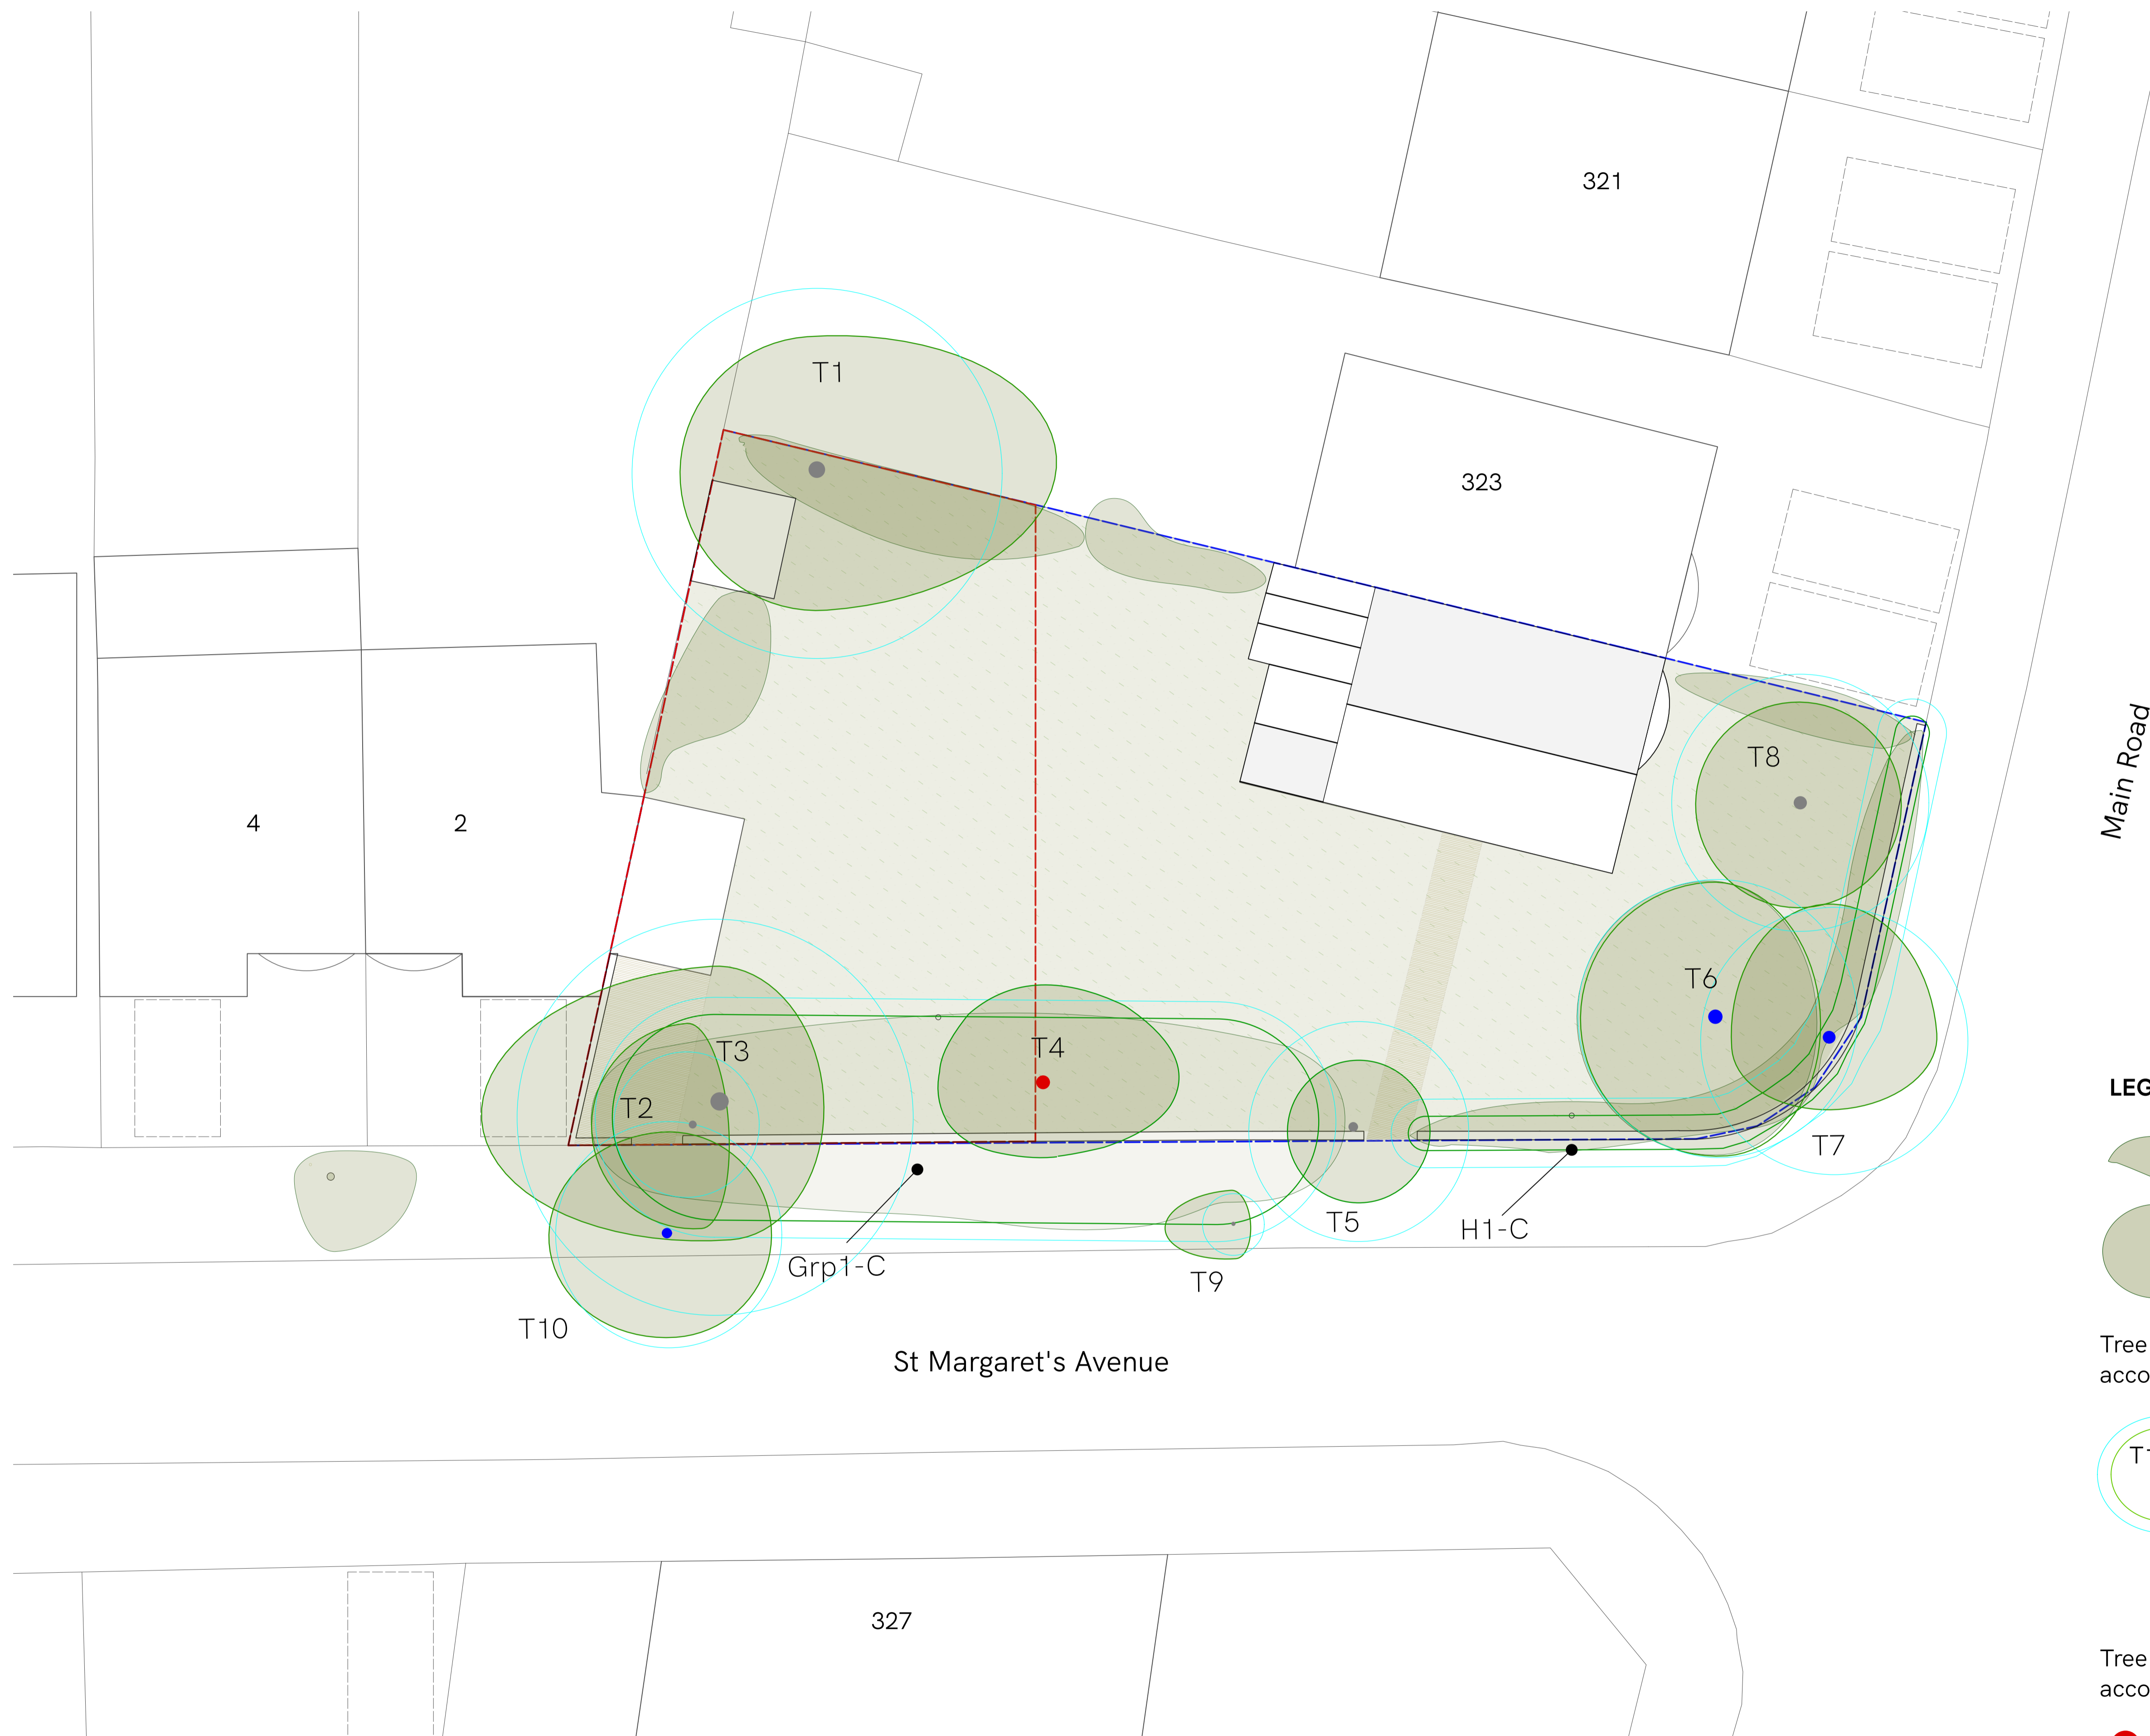 321
T1
323
Main Road
T8
4
2
T6
T3
T4
T2
LEG
T7
T5
H1-C
Grp1-C
T9
T10
Tree
acco
St Margaret's Avenue
T1
327
Tree
acco